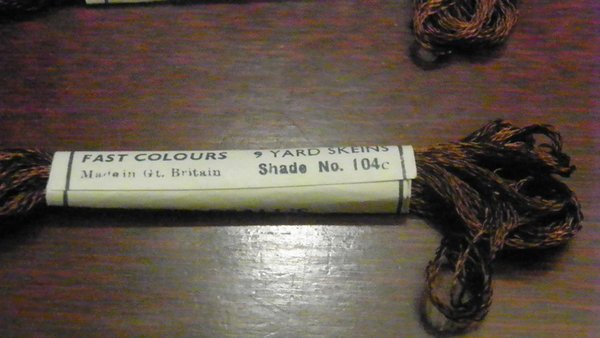 FAST COLOURS 9 YARD SKEINS
Made in Gt. Britain Shade No. 104c